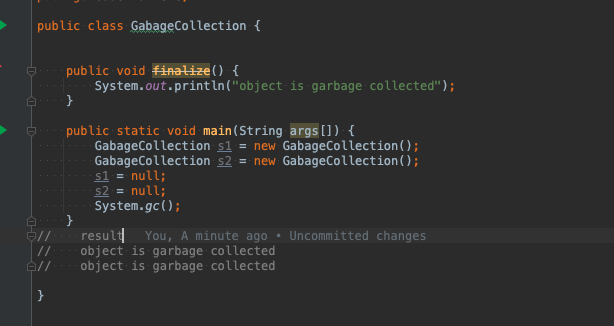 public class GabageCollection {
public void finalize() {
System.out.println("object is garbage collected");
}
public static void main(String args[]) {
GabageCollection s1 = new GabageCollection();
GabageCollection s2 = new GabageCollection();
s1 = null;
s2 = null;
System.gc();
}
// result You, A minute ago • Uncommitted changes
// object is garbage collected
// object is garbage collected
}